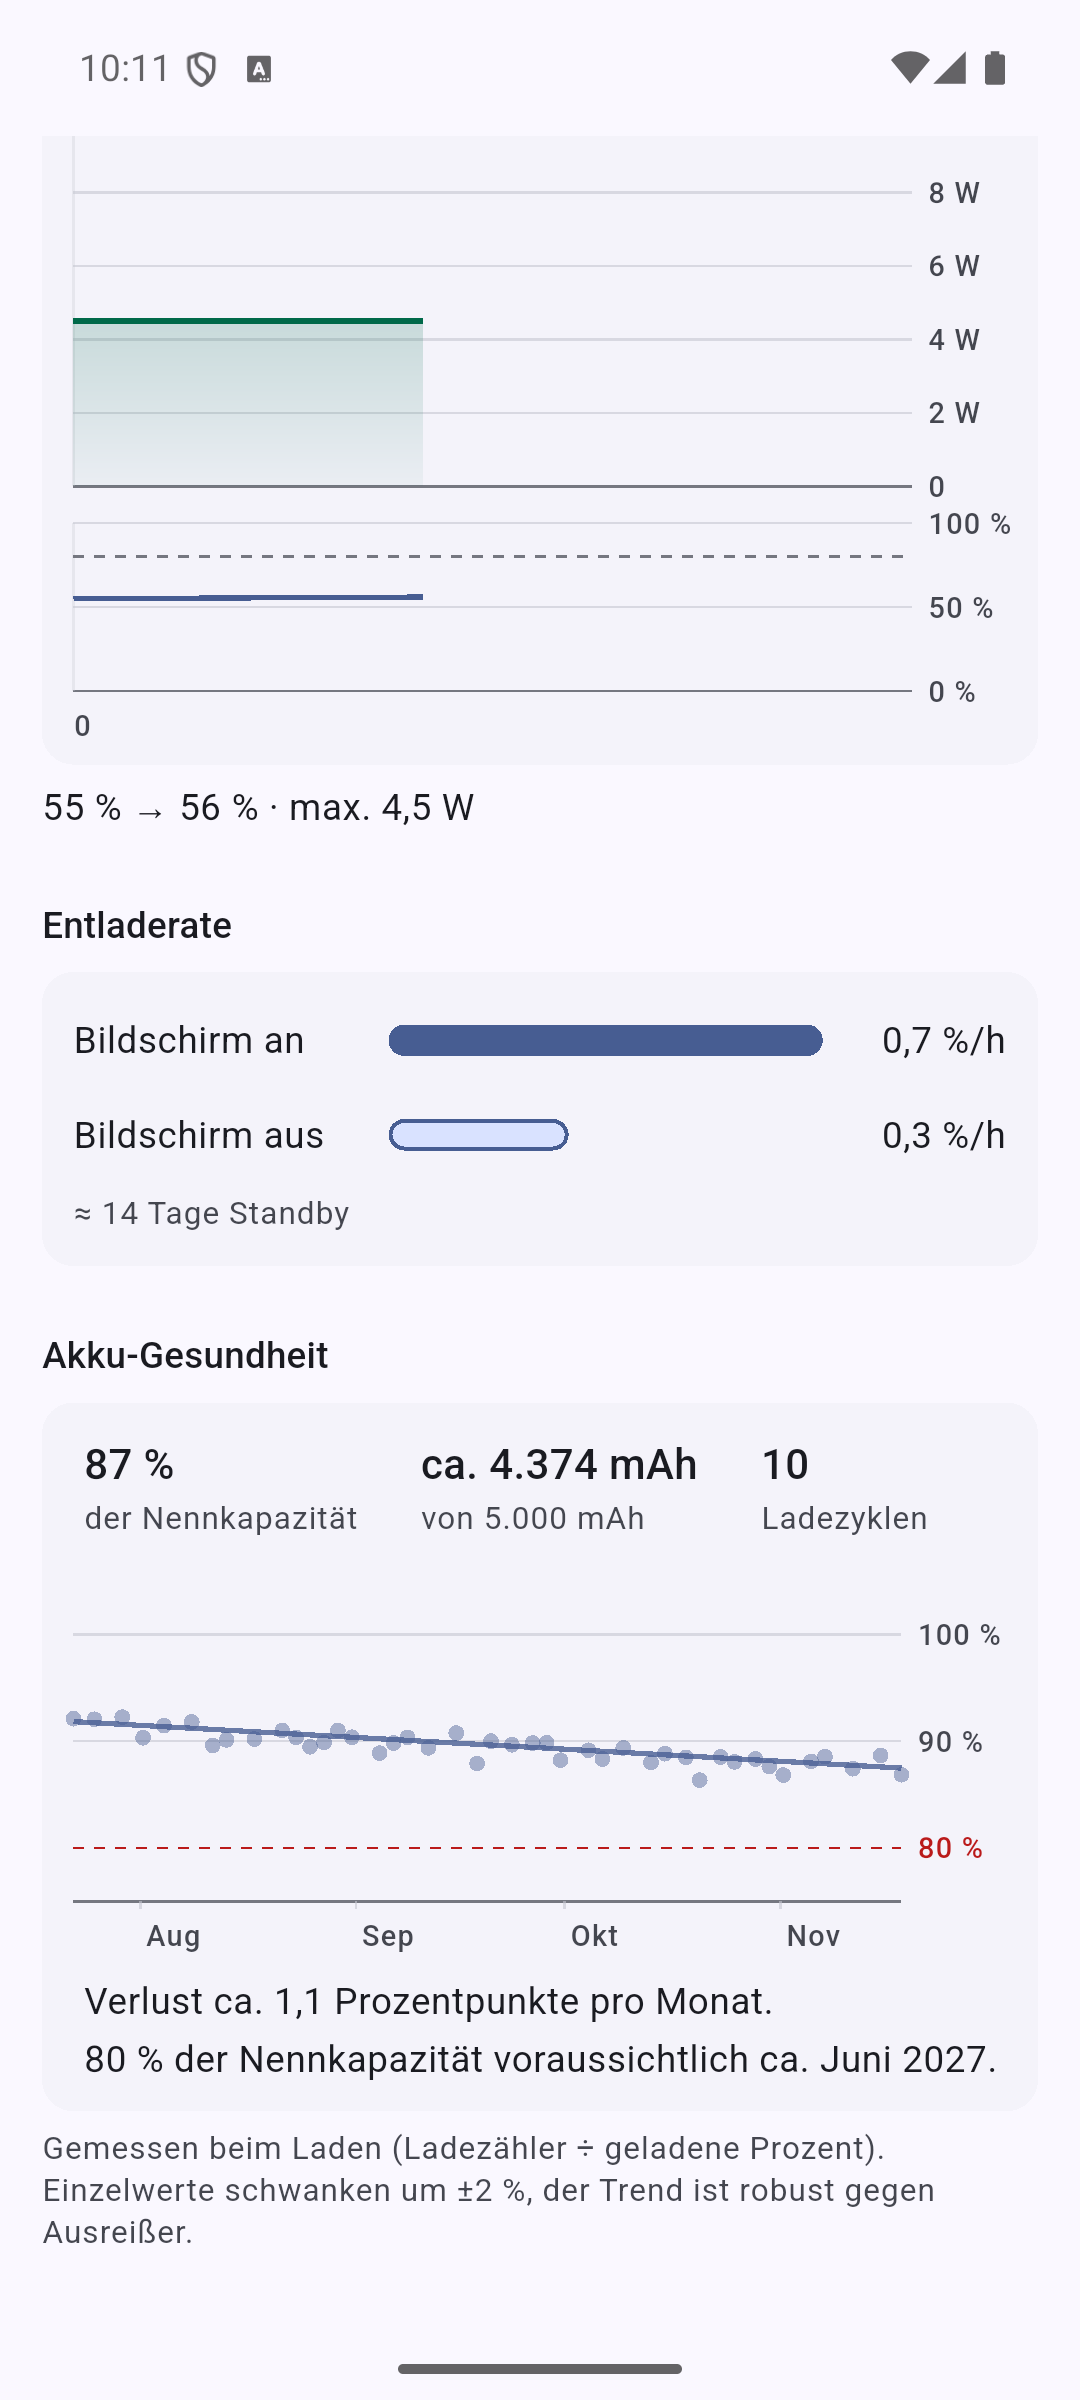 10:11
8 W
6 W
4 W
2 W
0
100 %
50 %
0 %
0
55 % → 56 % · max. 4,5 W
Entladerate
Bildschirm an 0,7 %/h
Bildschirm aus 0,3 %/h
≈ 14 Tage Standby
Akku-Gesundheit
87 % ca. 4.374 mAh 10
der Nennkapazität von 5.000 mAh Ladezyklen
100 %
90 %
80 %
Aug Sep Okt Nov
Verlust ca. 1,1 Prozentpunkte pro Monat.
80 % der Nennkapazität voraussichtlich ca. Juni 2027.
Gemessen beim Laden (Ladezähler ÷ geladene Prozent).
Einzelwerte schwanken um ±2 %, der Trend ist robust gegen
Ausreißer.